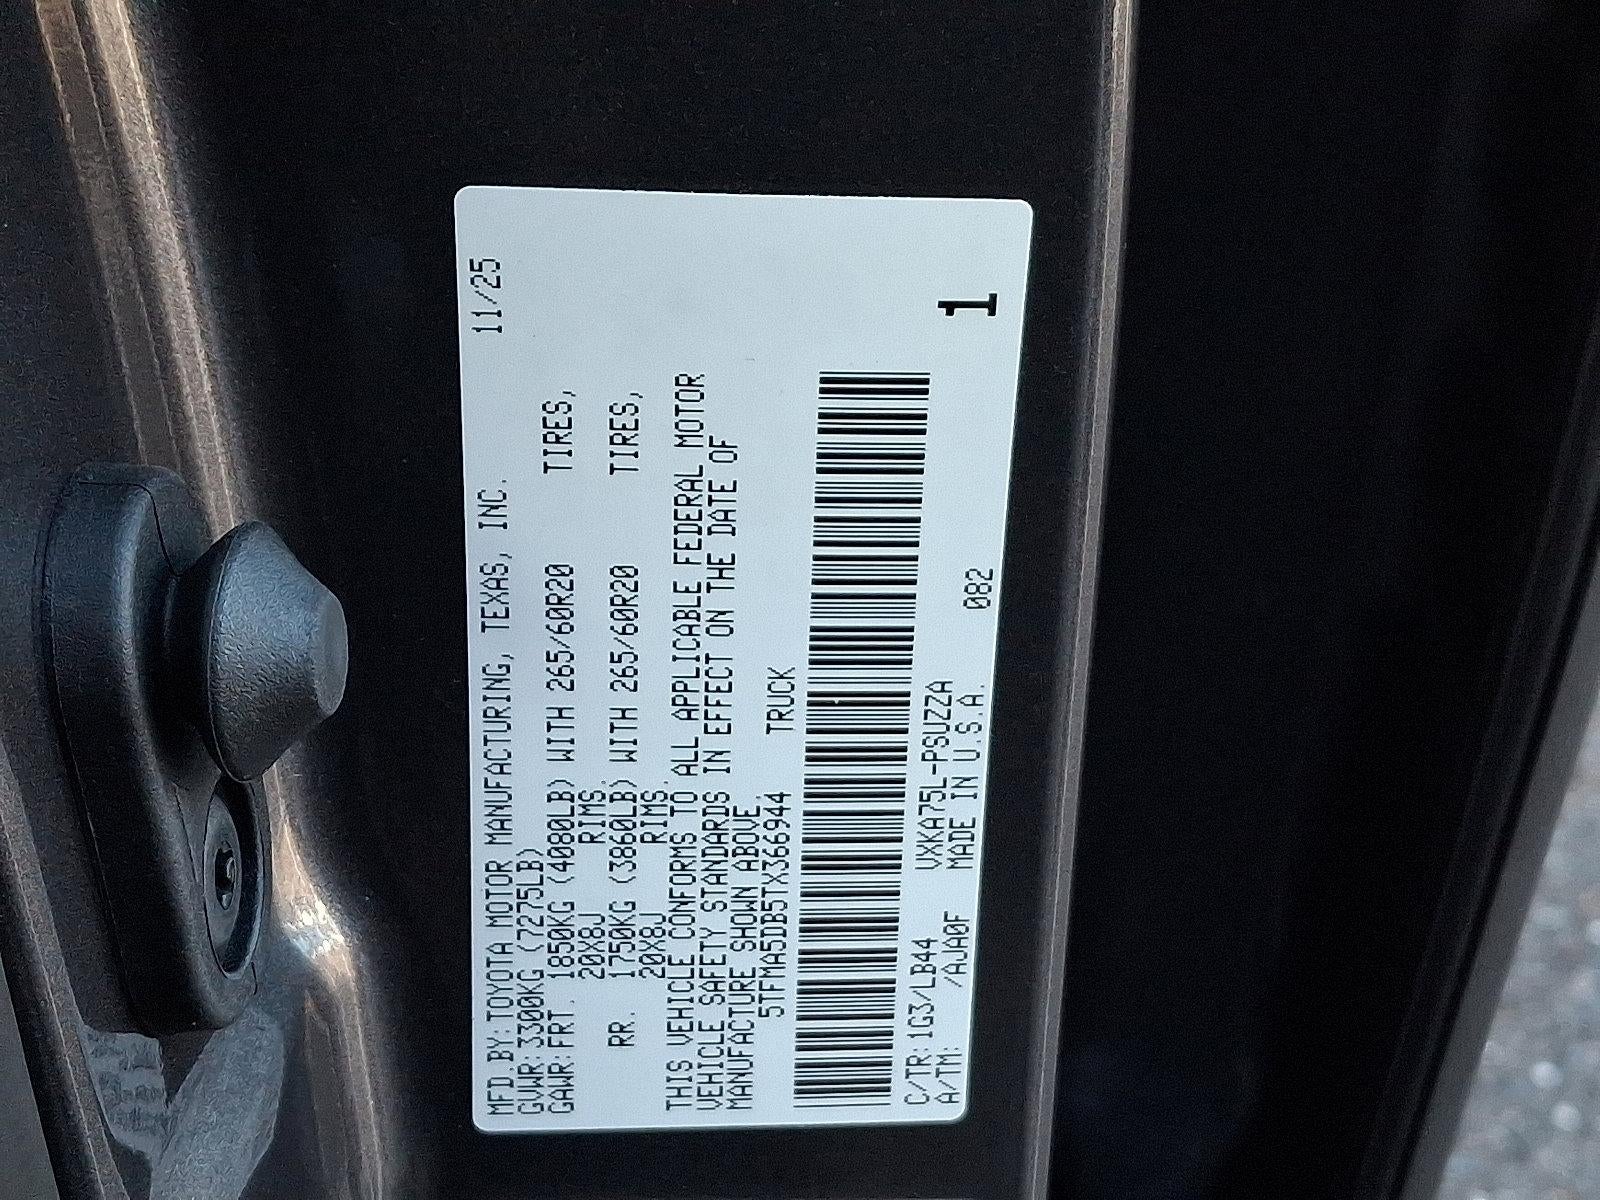 MFD.BY:TOYOTA MOTOR MANUFACTURING, TEXAS, INC. 11/25
GVWR:3300KG (7275LB)
GAWR:FRT. 1850KG (4080LB) WITH 265/60R20 TIRES,
20X8J RIMS.
RR. 1750KG (3860LB) WITH 265/60R20 TIRES,
20X8J RIMS.
THIS VEHICLE CONFORMS TO ALL APPLICABLE FEDERAL MOTOR
VEHICLE SAFETY STANDARDS IN EFFECT ON THE DATE OF
MANUFACTURE SHOWN ABOVE.
5TFMA5DB5TX366944 TRUCK
1
C/TR:1G3/LB44 VXKA75L-PSUZZA
A/TM: /AJA0F MADE IN U.S.A. 082